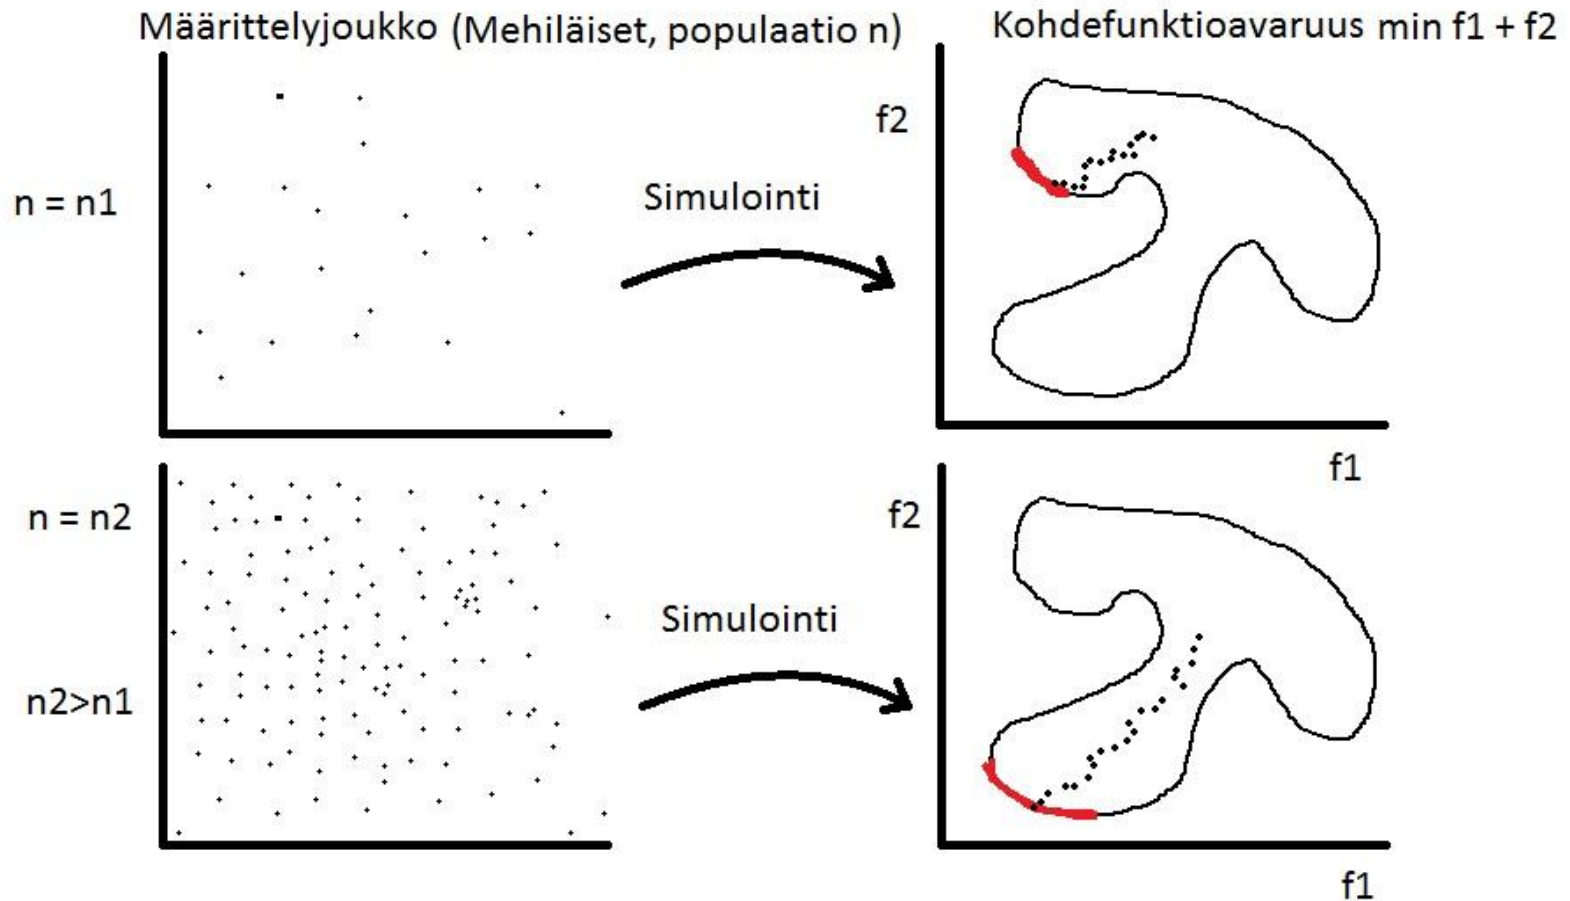 Määrittelyjoukko (Mehiläiset, populaatio n)
Kohdefunktioavaruus min f1 + f2
f2
n = n1
Simulointi
f1
n = n2
f2
Simulointi
n2>n1
f1